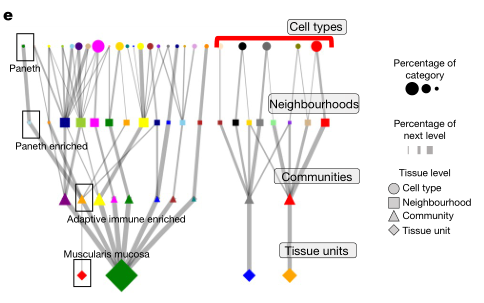 e
Cell types
Paneth
Neighbourhoods
Paneth enriched
Communities
Adaptive immune enriched
Muscularis mucosa
Tissue units
Percentage of
category
Percentage of
next level
Tissue level
Cell type
Neighbourhood
Community
Tissue unit